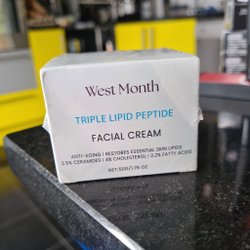 West Month
TRIPLE LIPID PEPTIDE
FACIAL CREAM
ANTI-AGING | RESTORES ESSENTIAL SKIN LIPIDS
2.5% CERAMIDES | 4% CHOLESTEROL | 2.2% FATTY ACIDS
NET 50G/1.76 OZ